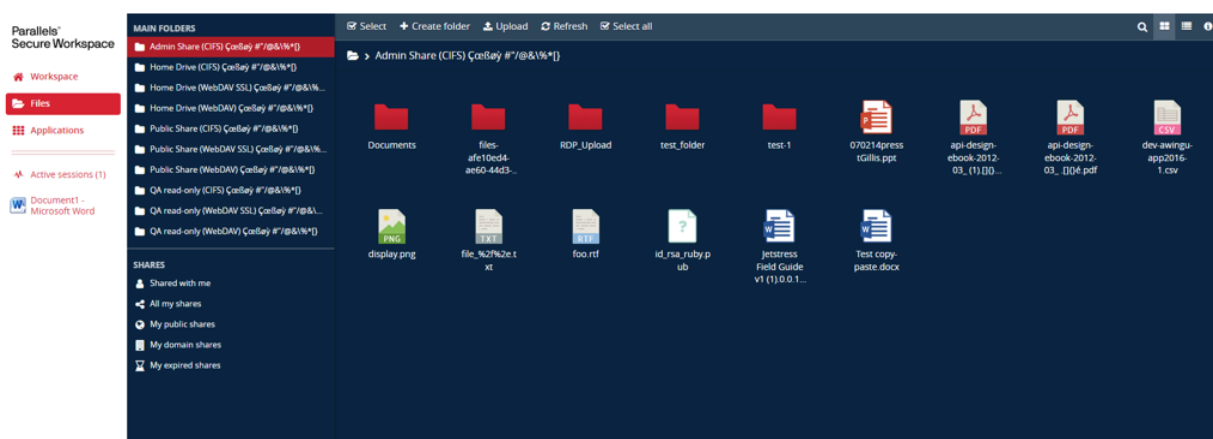 Parallels®
Secure Workspace
Workspace
Files
Applications
Active sessions (1)
Document1 -
Microsoft Word
MAIN FOLDERS
Admin Share (CIFS) Çœßøÿ #"/@&\%*[}
Home Drive (CIFS) Çœßøÿ #"/@&\%*[}
Home Drive (WebDAV SSL) Çœßøÿ #"/@&\%...
Home Drive (WebDAV) Çœßøÿ #"/@&\%*[}
Public Share (CIFS) Çœßøÿ #"/@&\%*[}
Public Share (WebDAV SSL) Çœßøÿ #"/@&\%...
Public Share (WebDAV) Çœßøÿ #"/@&\%*[}
QA read-only (CIFS) Çœßøÿ #"/@&\%*[}
QA read-only (WebDAV SSL) Çœßøÿ #"/@&\...
QA read-only (WebDAV) Çœßøÿ #"/@&\%*[}
SHARES
Shared with me
All my shares
My public shares
My domain shares
My expired shares
Select
Create folder
Upload
Refresh
Select all
> Admin Share (CIFS) Çœßøÿ #"/@&\%*[}
Documents
files-
afe10ed4-
ae60-44d3-..
RDP_Upload
test_folder
test-1
P
070214press
tGillis.ppt
PDF
api-design-
ebook-2012-
03_ (1).[]()...
PDF
api-design-
ebook-2012-
03_ .[]()é.pdf
CSV
dev-awingu-
app2016-
1.csv
PNG
display.png
TXT
file_%2f%2e.t
xt
RTF
foo.rtf
?
id_rsa_ruby.p
ub
W
Jetstress
Field Guide
v1 (1).0.0.1...
W
Test copy-
paste.docx